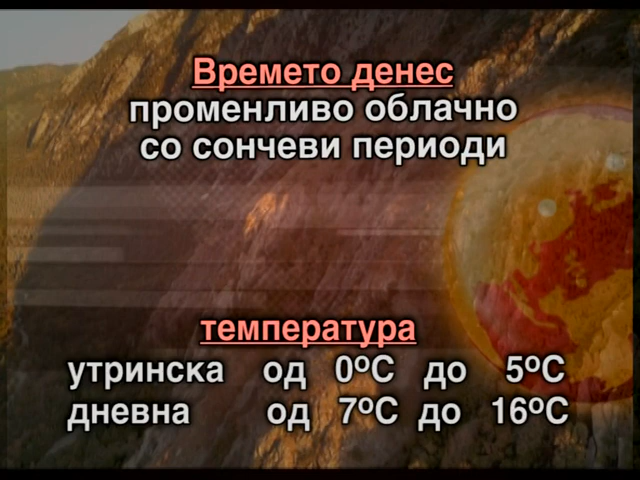 Времето денес
променливо облачно
со сончеви периоди
температура
утринска од 0ºC до 5ºC
дневна од 7ºC до 16ºC